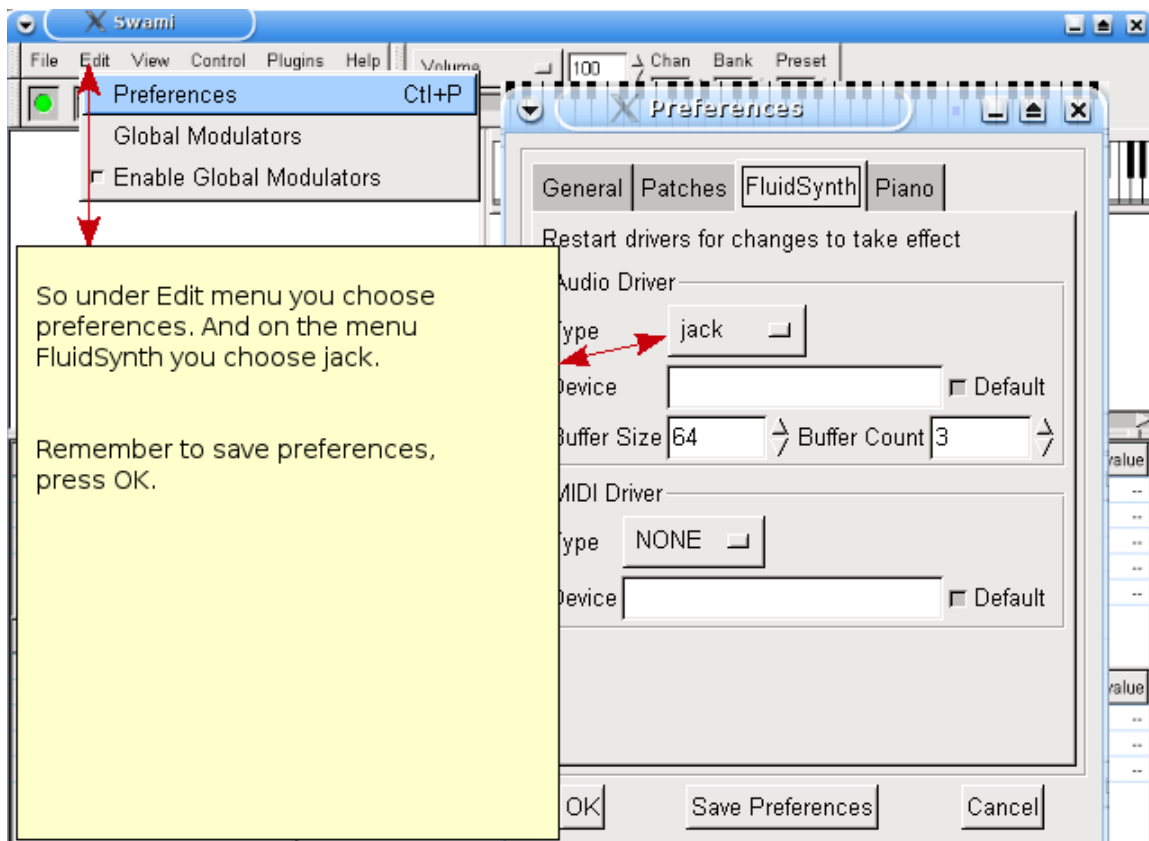 Swami
File Edit View Control Plugins Help
Volume 100 Chan Bank Preset
Preferences Ctl+P
Global Modulators
Enable Global Modulators
So under Edit menu you choose
preferences. And on the menu
FluidSynth you choose jack.
Remember to save preferences,
press OK.
Preferences
General Patches FluidSynth Piano
Restart drivers for changes to take effect
Audio Driver
Type jack
Device Default
Buffer Size 64 Buffer Count 3
MIDI Driver
Type NONE
Device Default
OK Save Preferences Cancel
value
--
--
--
--
--
value
--
--
--